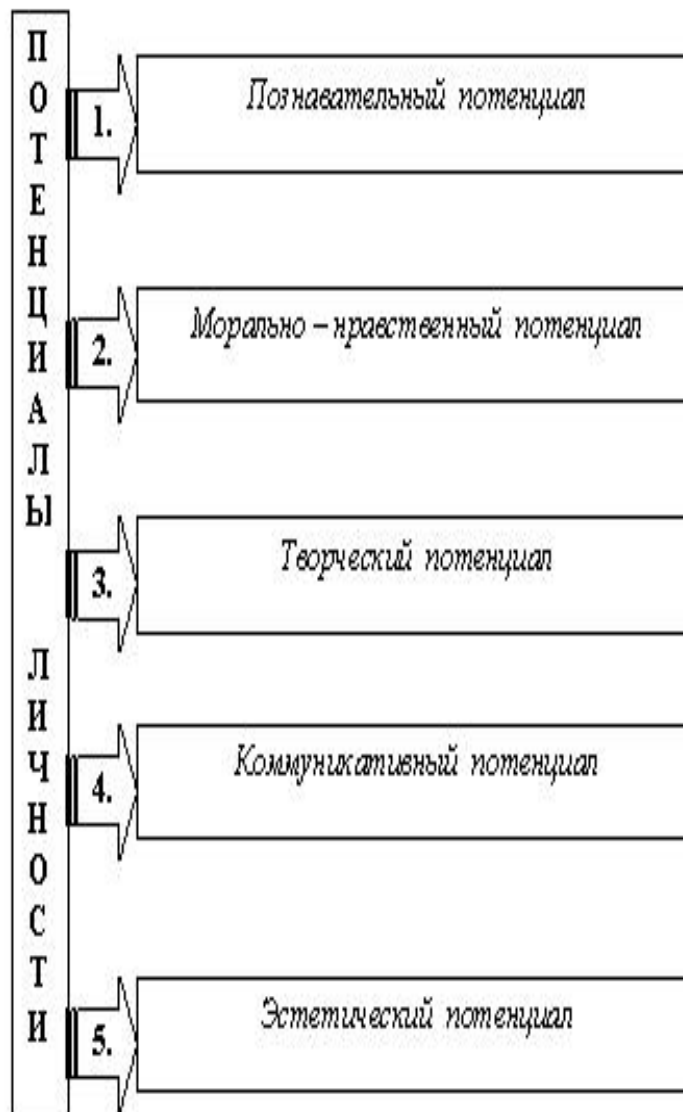 ПОТЕНЦИАЛЫ ЛИЧНОСТИ
1. Познавательный потенциал
2. Морально – нравственный потенциал
3. Творческий потенциал
4. Коммуникативный потенциал
5. Эстетический потенциал